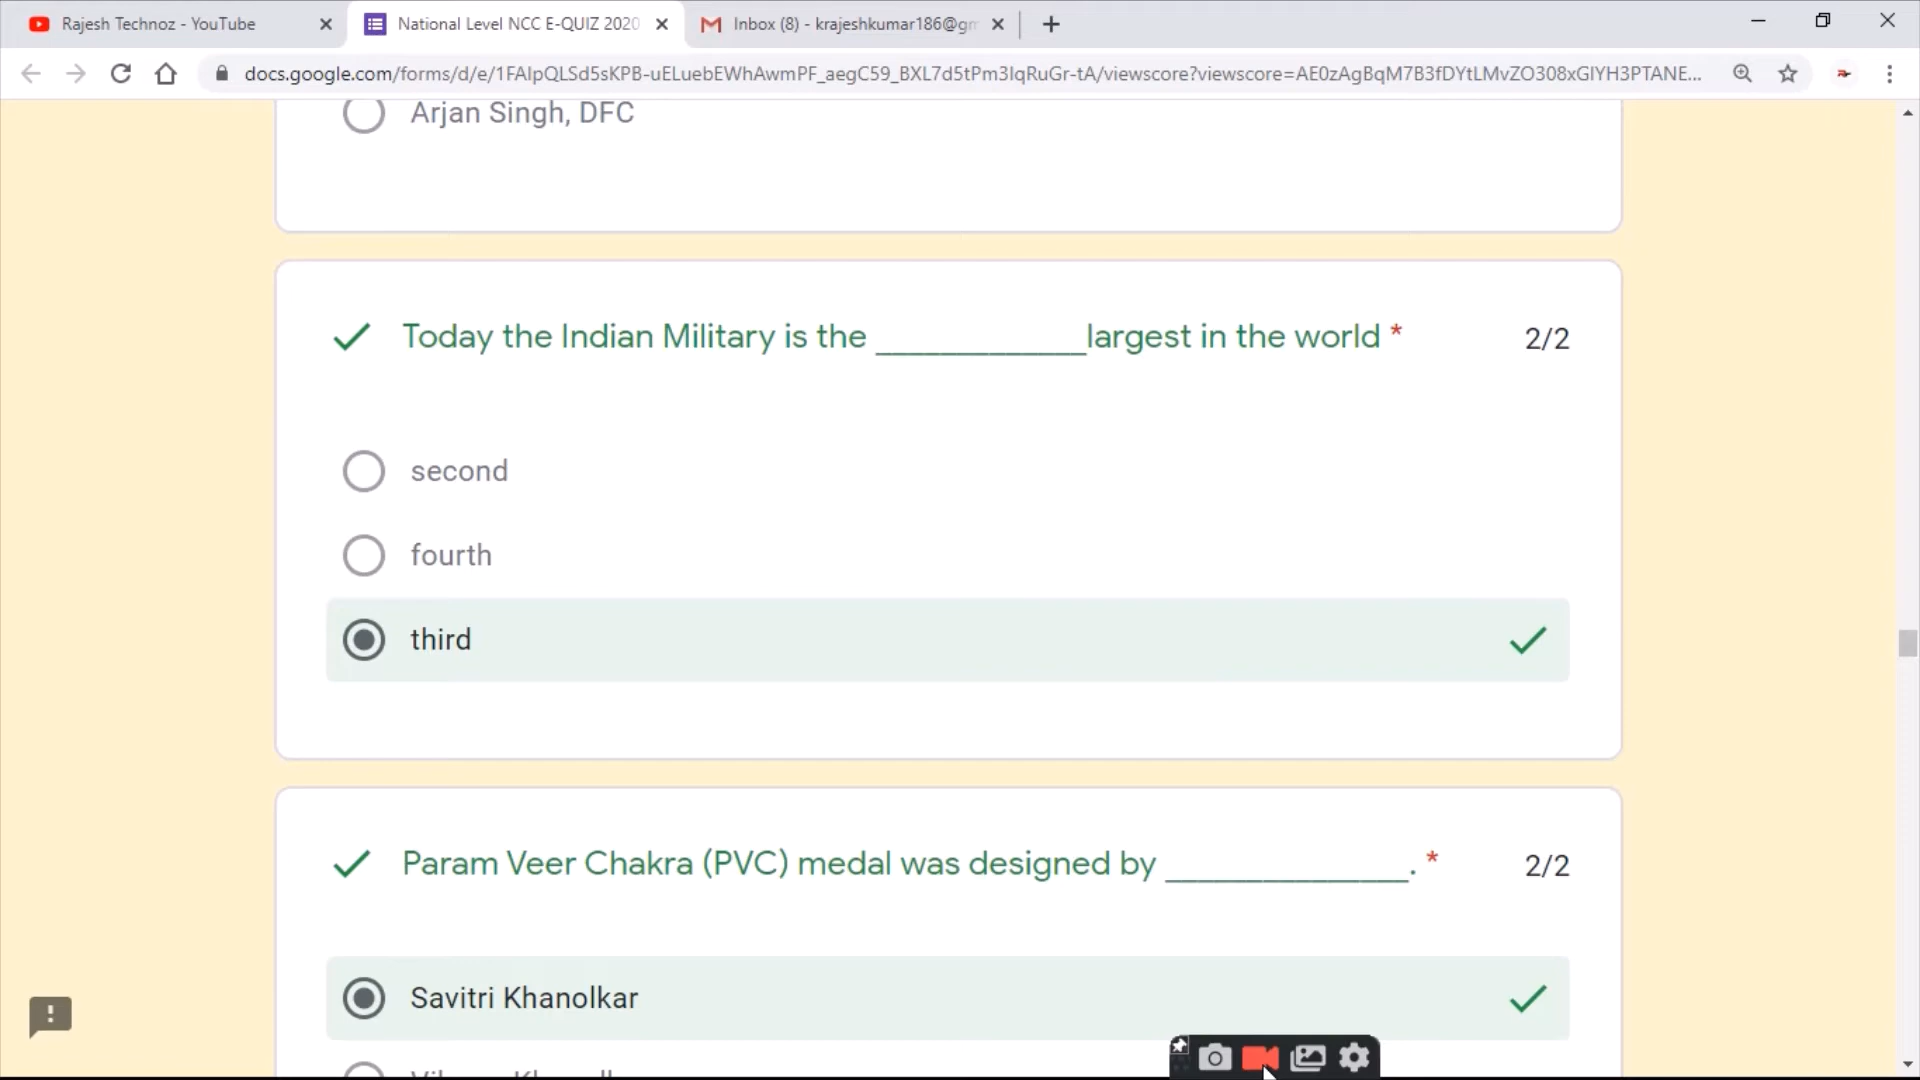 Rajesh Technoz - YouTube
National Level NCC E-QUIZ 2020
Inbox (8) - krajeshkumar186@gm
docs.google.com/forms/d/e/1FAIpQLSd5sKPB-uELuebEWhAwmPF_aegC59_BXL7d5tPm3IqRuGr-tA/viewscore?viewscore=AE0zAgBqM7B3fDYtLMvZO308xGIYH3PTANE...
Arjan Singh, DFC
Today the Indian Military is the _____________largest in the world * 2/2
second
fourth
third
Param Veer Chakra (PVC) medal was designed by _______________. * 2/2
Savitri Khanolkar